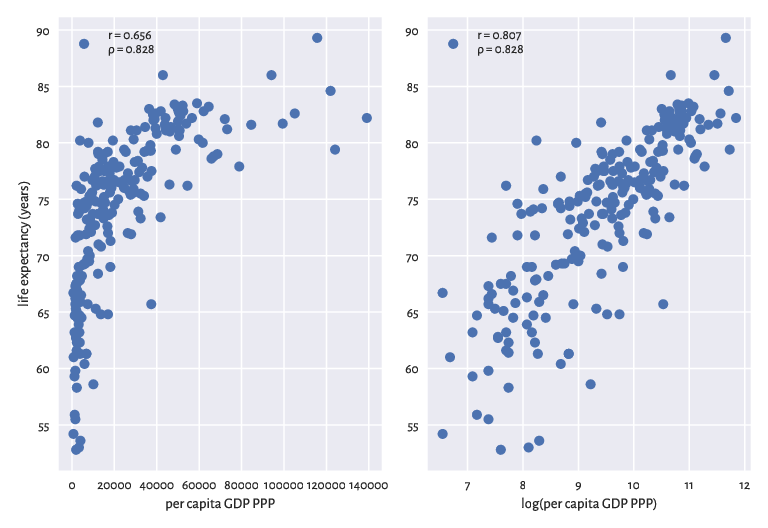 r = 0.656
ρ = 0.828
90
85
80
75
70
65
60
55
life expectancy (years)
0 20000 40000 60000 80000 100000 120000 140000
per capita GDP PPP
r = 0.807
ρ = 0.828
90
85
80
75
70
65
60
55
7 8 9 10 11 12
log(per capita GDP PPP)